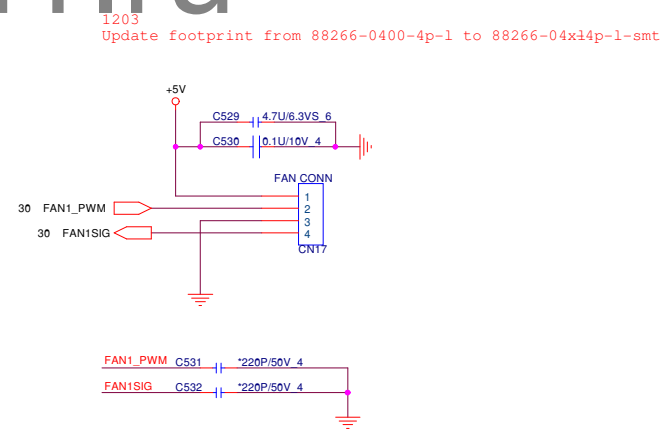 1203
Update footprint from 88266-0400-4p-l to 88266-04x14p-l-smt
+5V
C529 4.7U/6.3VS_6
C530 0.1U/10V_4
FAN CONN
1
30 FAN1_PWM 2
3
30 FAN1SIG 4
CN17
FAN1_PWM C531 *220P/50V_4
FAN1SIG C532 *220P/50V_4